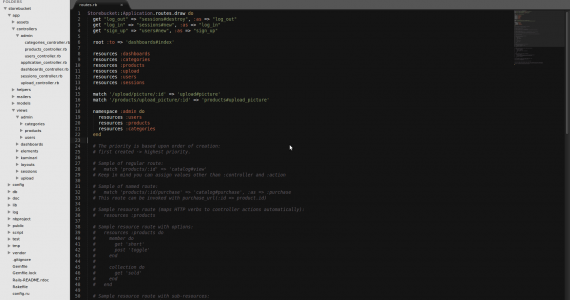 FOLDERS
storebucket
app
assets
controllers
admin
categories_controller.rb
products_controller.rb
users_controller.rb
application_controller.rb
dashboards_controller.rb
sessions_controller.rb
upload_controller.rb
helpers
mailers
models
views
admin
categories
products
users
dashboards
elements
layouts
sessions
upload
config
db
doc
lib
log
nbproject
public
script
test
tmp
vendor
.gitignore
Gemfile
Gemfile.lock
Rails-README.rdoc
Rakefile
config.ru
routes.rb
StoreBucket::Application.routes.draw do
get "log_out" => "sessions#destroy", :as => "log_out"
get "log_in" => "sessions#new", :as => "log_in"
get "sign_up" => "users#new", :as => "sign_up"
root :to => 'dashboards#index'
resources :dashboards
resources :categories
resources :products
resources :upload
resources :users
resources :sessions
match '/upload/picture/:id' => 'upload#picture'
match '/products/upload_picture/:id' => 'products#upload_picture'
namespace :admin do
resources :users
resources :products
resources :categories
end
# The priority is based upon order of creation:
# first created -> highest priority.
# Sample of regular route:
# match 'products/:id' => 'catalog#view'
# Keep in mind you can assign values other than :controller and :action
# Sample of named route:
# match 'products/:id/purchase' => 'catalog#purchase', :as => :purchase
# This route can be invoked with purchase_url(:id => product.id)
# Sample resource route (maps HTTP verbs to controller actions automatically):
# resources :products
# Sample resource route with options:
# resources :products do
# member do
# get 'short'
# post 'toggle'
# end
#
# collection do
# get 'sold'
# end
# end
# Sample resource route with sub-resources: